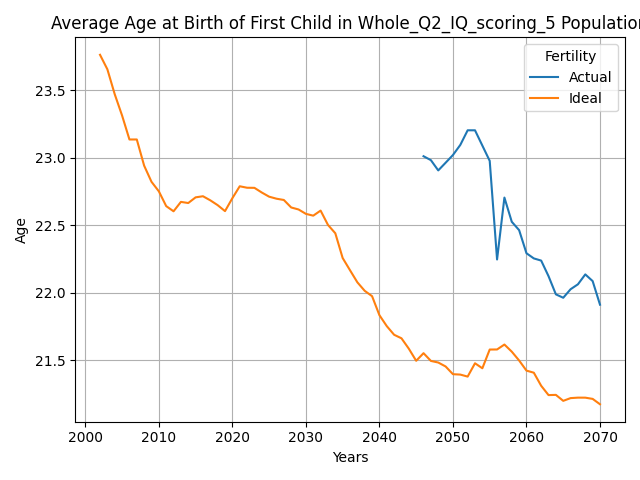 Average Age at Birth of First Child in Whole_Q2_IQ_scoring_5 Population
Fertility
Actual
Ideal
23.5
23.0
22.5
22.0
21.5
Age
2000 2010 2020 2030 2040 2050 2060 2070
Years